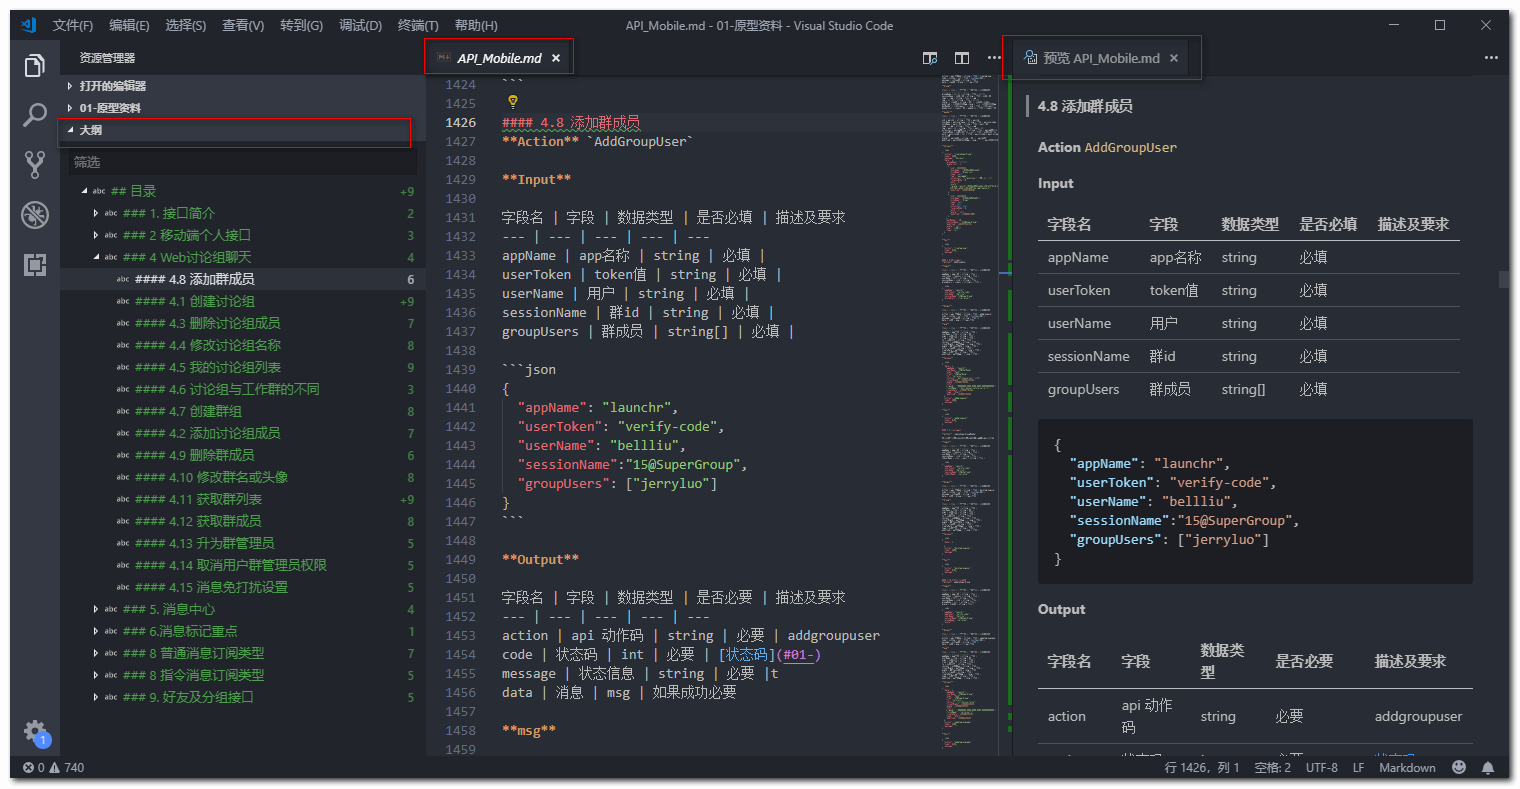 文件(F) 编辑(E) 选择(S) 查看(V) 转到(G) 调试(D) 终端(T) 帮助(H) API_Mobile.md - 01-原型资料 - Visual Studio Code
资源管理器
打开的编辑器
01-原型资料
大纲
筛选
abc ## 目录 +9
abc ### 1. 接口简介 2
abc ### 2 移动端个人接口 3
abc ### 4 Web讨论组聊天 4
abc #### 4.8 添加群成员 6
abc #### 4.1 创建讨论组 +9
abc #### 4.3 删除讨论组成员 7
abc #### 4.4 修改讨论组名称 8
abc #### 4.5 我的讨论组列表 9
abc #### 4.6 讨论组与工作群的不同 3
abc #### 4.7 创建群组 8
abc #### 4.2 添加讨论组成员 7
abc #### 4.9 删除群成员 6
abc #### 4.10 修改群名或头像 8
abc #### 4.11 获取群列表 +9
abc #### 4.12 获取群成员 8
abc #### 4.13 升为群管理员 5
abc #### 4.14 取消用户群管理员权限 5
abc #### 4.15 消息免打扰设置 5
abc ### 5. 消息中心 4
abc ### 6.消息标记重点 1
abc ### 8 普通消息订阅类型 7
abc ### 8 指令消息订阅类型 5
abc ### 9. 好友及分组接口 5
1
API_Mobile.md
1424 ```
1425
1426 #### 4.8 添加群成员
1427 **Action** `AddGroupUser`
1428
1429 **Input**
1430
1431 字段名 | 字段 | 数据类型 | 是否必填 | 描述及要求
1432 --- | --- | --- | --- | ---
1433 appName | app名称 | string | 必填 |
1434 userToken | token值 | string | 必填 |
1435 userName | 用户 | string | 必填 |
1436 sessionName | 群id | string | 必填 |
1437 groupUsers | 群成员 | string[] | 必填 |
1438
1439 ```json
1440 {
1441 "appName": "launchr",
1442 "userToken": "verify-code",
1443 "userName": "bellliu",
1444 "sessionName":"15@SuperGroup",
1445 "groupUsers": ["jerryluo"]
1446 }
1447 ```
1448
1449 **Output**
1450
1451 字段名 | 字段 | 数据类型 | 是否必要 | 描述及要求
1452 --- | --- | --- | --- | ---
1453 action | api 动作码 | string | 必要 | addgroupuser
1454 code | 状态码 | int | 必要 | [状态码](#01-)
1455 message | 状态信息 | string | 必要 |t
1456 data | 消息 | msg | 如果成功必要
1457
1458 **msg**
1459
预览 API_Mobile.md
4.8 添加群成员
Action AddGroupUser
Input
字段名 字段 数据类型 是否必填 描述及要求
appName app名称 string 必填
userToken token值 string 必填
userName 用户 string 必填
sessionName 群id string 必填
groupUsers 群成员 string[] 必填
{
"appName": "launchr",
"userToken": "verify-code",
"userName": "bellliu",
"sessionName":"15@SuperGroup",
"groupUsers": ["jerryluo"]
}
Output
字段名 字段 数据类型 是否必要 描述及要求
action api 动作码 string 必要 addgroupuser
0 740 行 1426，列 1 空格: 2 UTF-8 LF Markdown